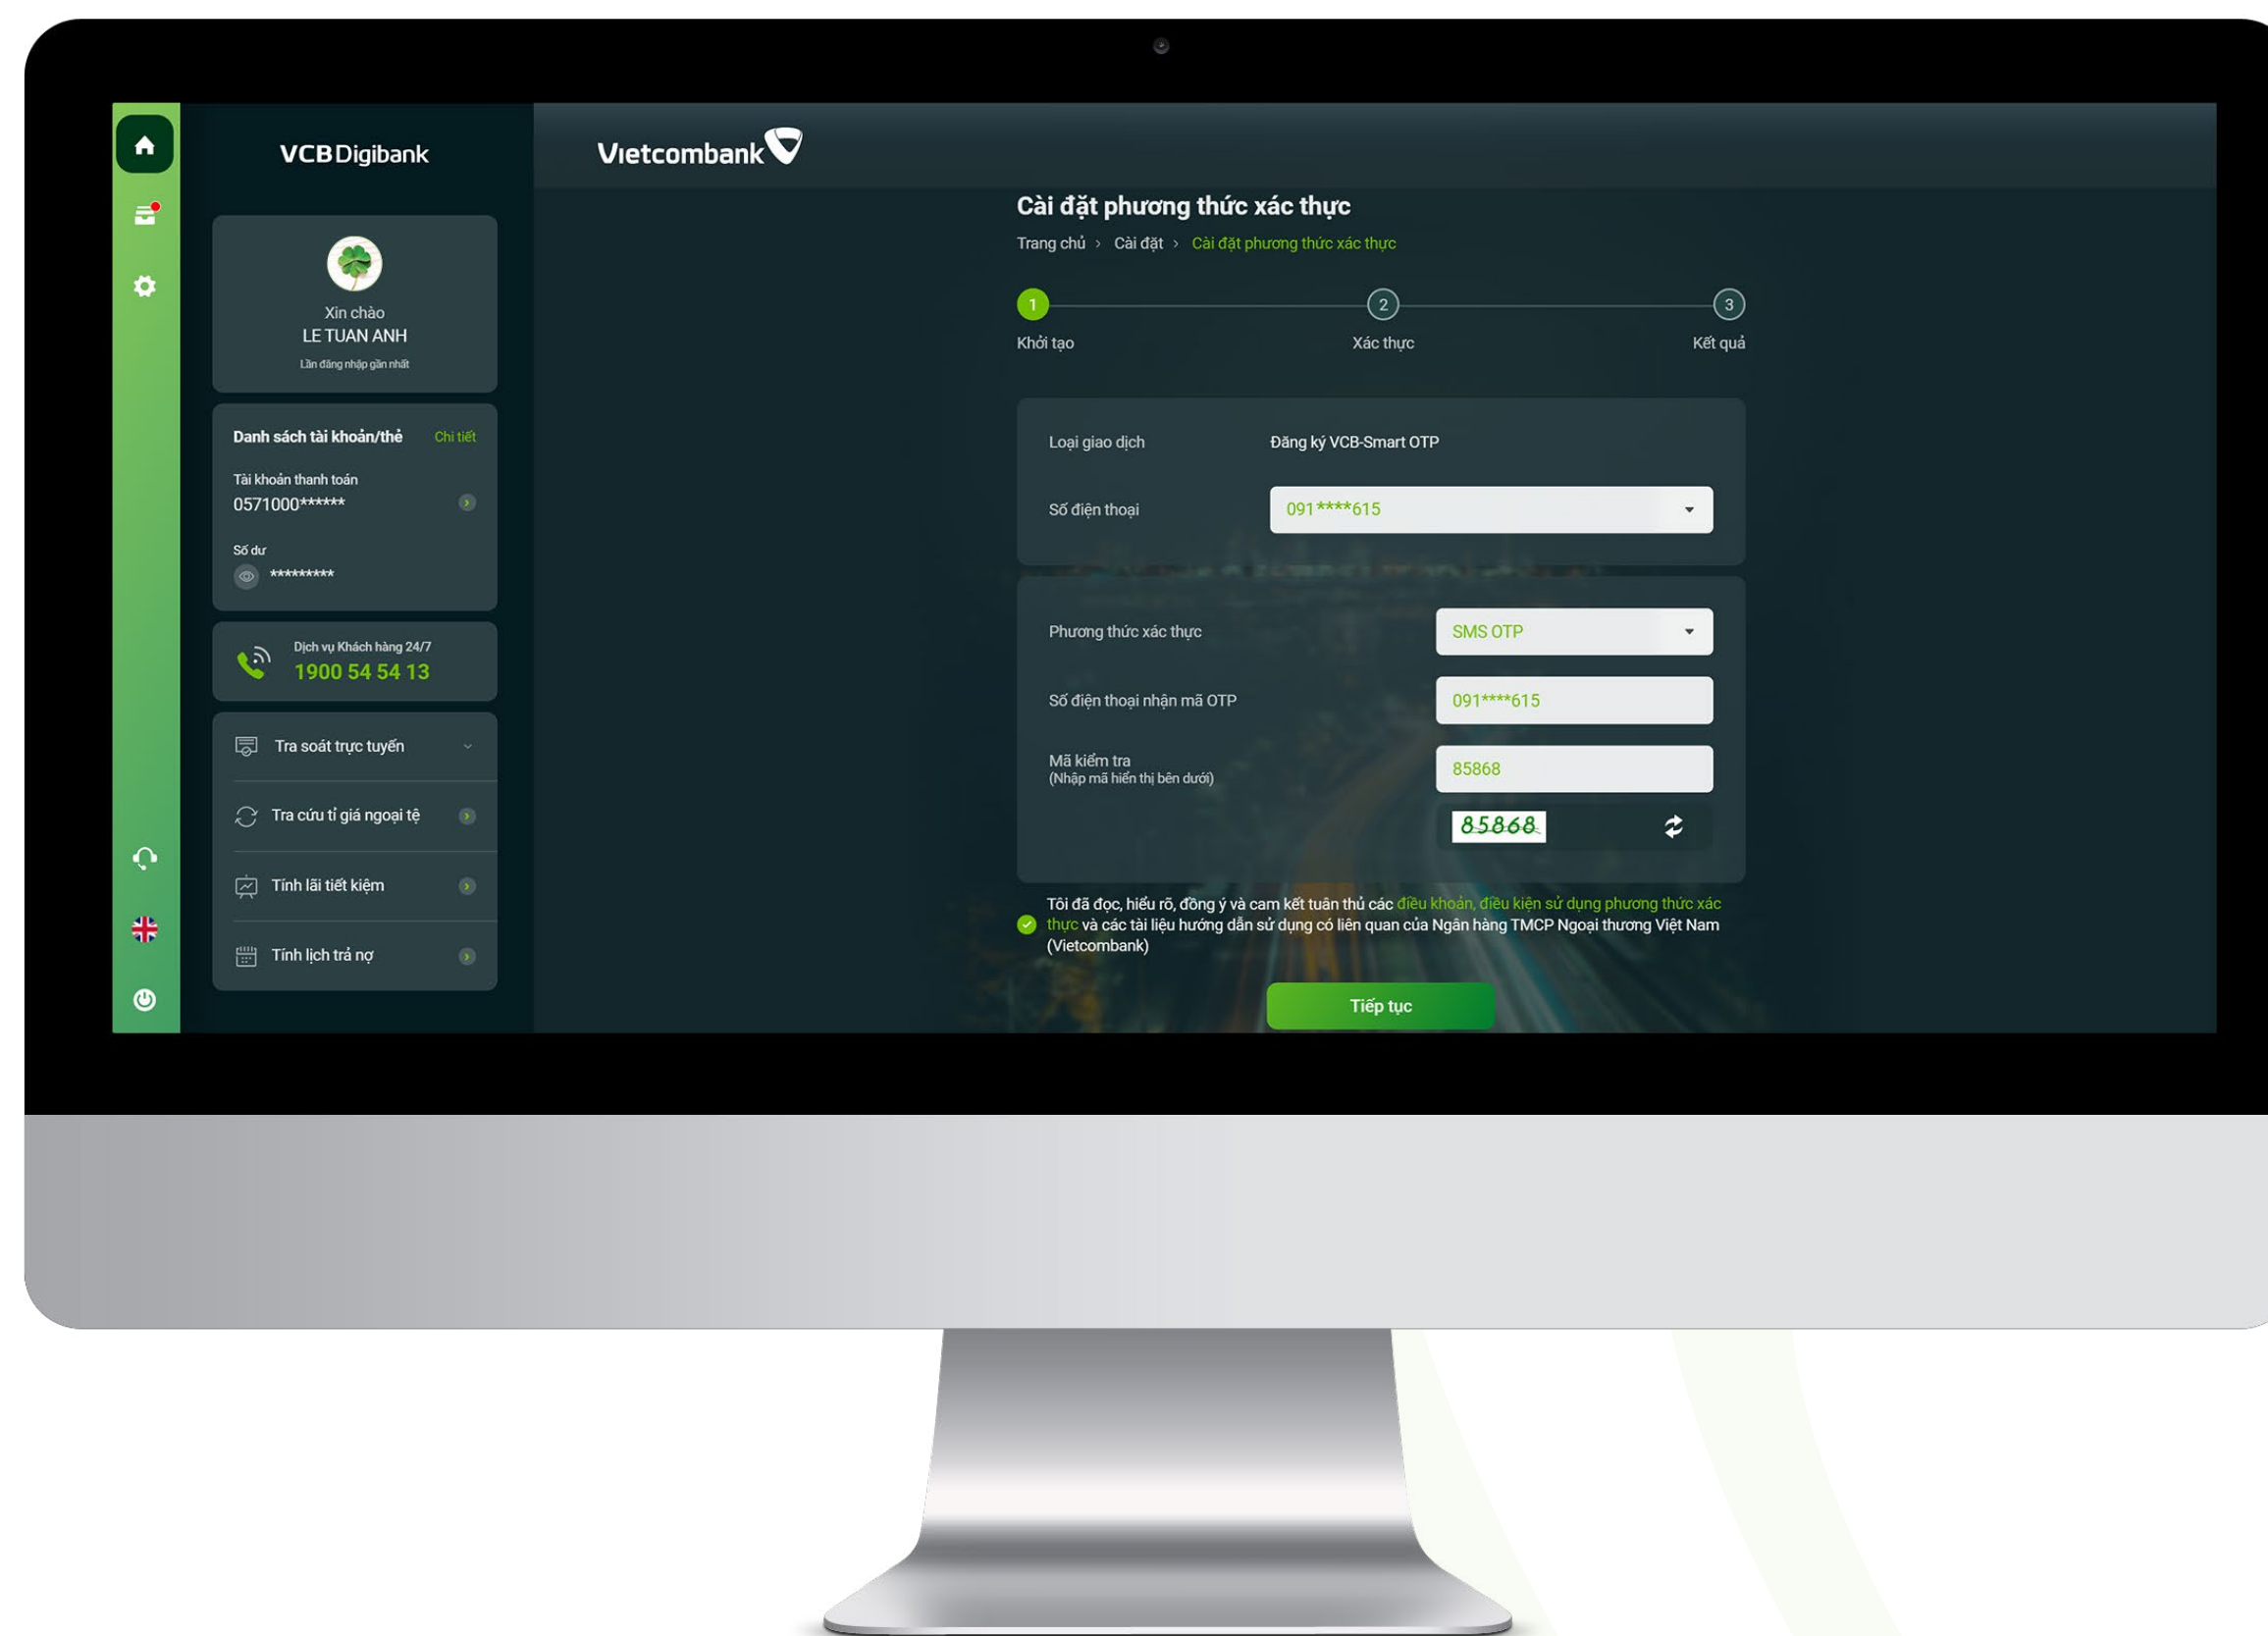 VCB Digibank
Xin chào
LE TUAN ANH
Lần đăng nhập gần nhất
Danh sách tài khoản/thẻ Chi tiết
Tài khoản thanh toán
0571000******
Số dư
*********
Dịch vụ Khách hàng 24/7
1900 54 54 13
Tra soát trực tuyến
Tra cứu tỉ giá ngoại tệ
Tính lãi tiết kiệm
Tính lịch trả nợ
Vietcombank
Cài đặt phương thức xác thực
Trang chủ > Cài đặt > Cài đặt phương thức xác thực
1 2 3
Khởi tạo Xác thực Kết quả
Loại giao dịch Đăng ký VCB-Smart OTP
Số điện thoại 091****615
Phương thức xác thực SMS OTP
Số điện thoại nhận mã OTP 091****615
Mã kiểm tra 85868
(Nhập mã hiển thị bên dưới)
85868
Tôi đã đọc, hiểu rõ, đồng ý và cam kết tuân thủ các điều khoản, điều kiện sử dụng phương thức xác
thực và các tài liệu hướng dẫn sử dụng có liên quan của Ngân hàng TMCP Ngoại thương Việt Nam
(Vietcombank)
Tiếp tục